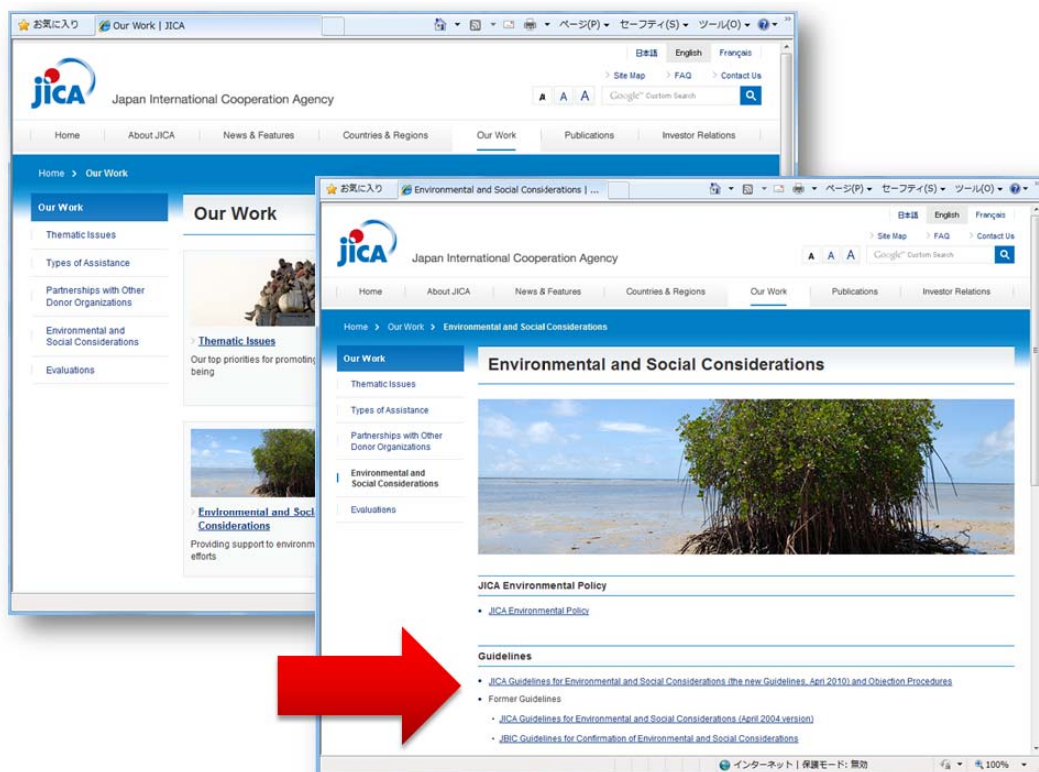 お気に入り
Our Work | JICA
ページ(P)
セーフティ(S)
ツール(O)
日本語 English Français
Site Map FAQ Contact Us
jica
Japan International Cooperation Agency
A A A Google™ Custom Search
Home About JICA News & Features Countries & Regions Our Work Publications Investor Relations
Home > Our Work
Our Work
Thematic Issues
Types of Assistance
Partnerships with Other
Donor Organizations
Environmental and
Social Considerations
Evaluations
Our Work
> Thematic Issues
Our top priorities for promoting
being
> Environmental and Soci
Considerations
Providing support to environm
efforts
お気に入り
Environmental and Social Considerations | ...
ページ(P)
セーフティ(S)
ツール(O)
日本語 English Français
Site Map FAQ Contact Us
jica
Japan International Cooperation Agency
A A A Google™ Custom Search
Home About JICA News & Features Countries & Regions Our Work Publications Investor Relations
Home > Our Work > Environmental and Social Considerations
Our Work
Thematic Issues
Types of Assistance
Partnerships with Other
Donor Organizations
Environmental and
Social Considerations
Evaluations
Environmental and Social Considerations
JICA Environmental Policy
• JICA Environmental Policy
Guidelines
• JICA Guidelines for Environmental and Social Considerations (the new Guidelines, Apri 2010) and Objection Procedures
• Former Guidelines
• JICA Guidelines for Environmental and Social Considerations (April 2004 version)
• JBIC Guidelines for Confirmation of Environmental and Social Considerations
インターネット | 保護モード: 無効
100%